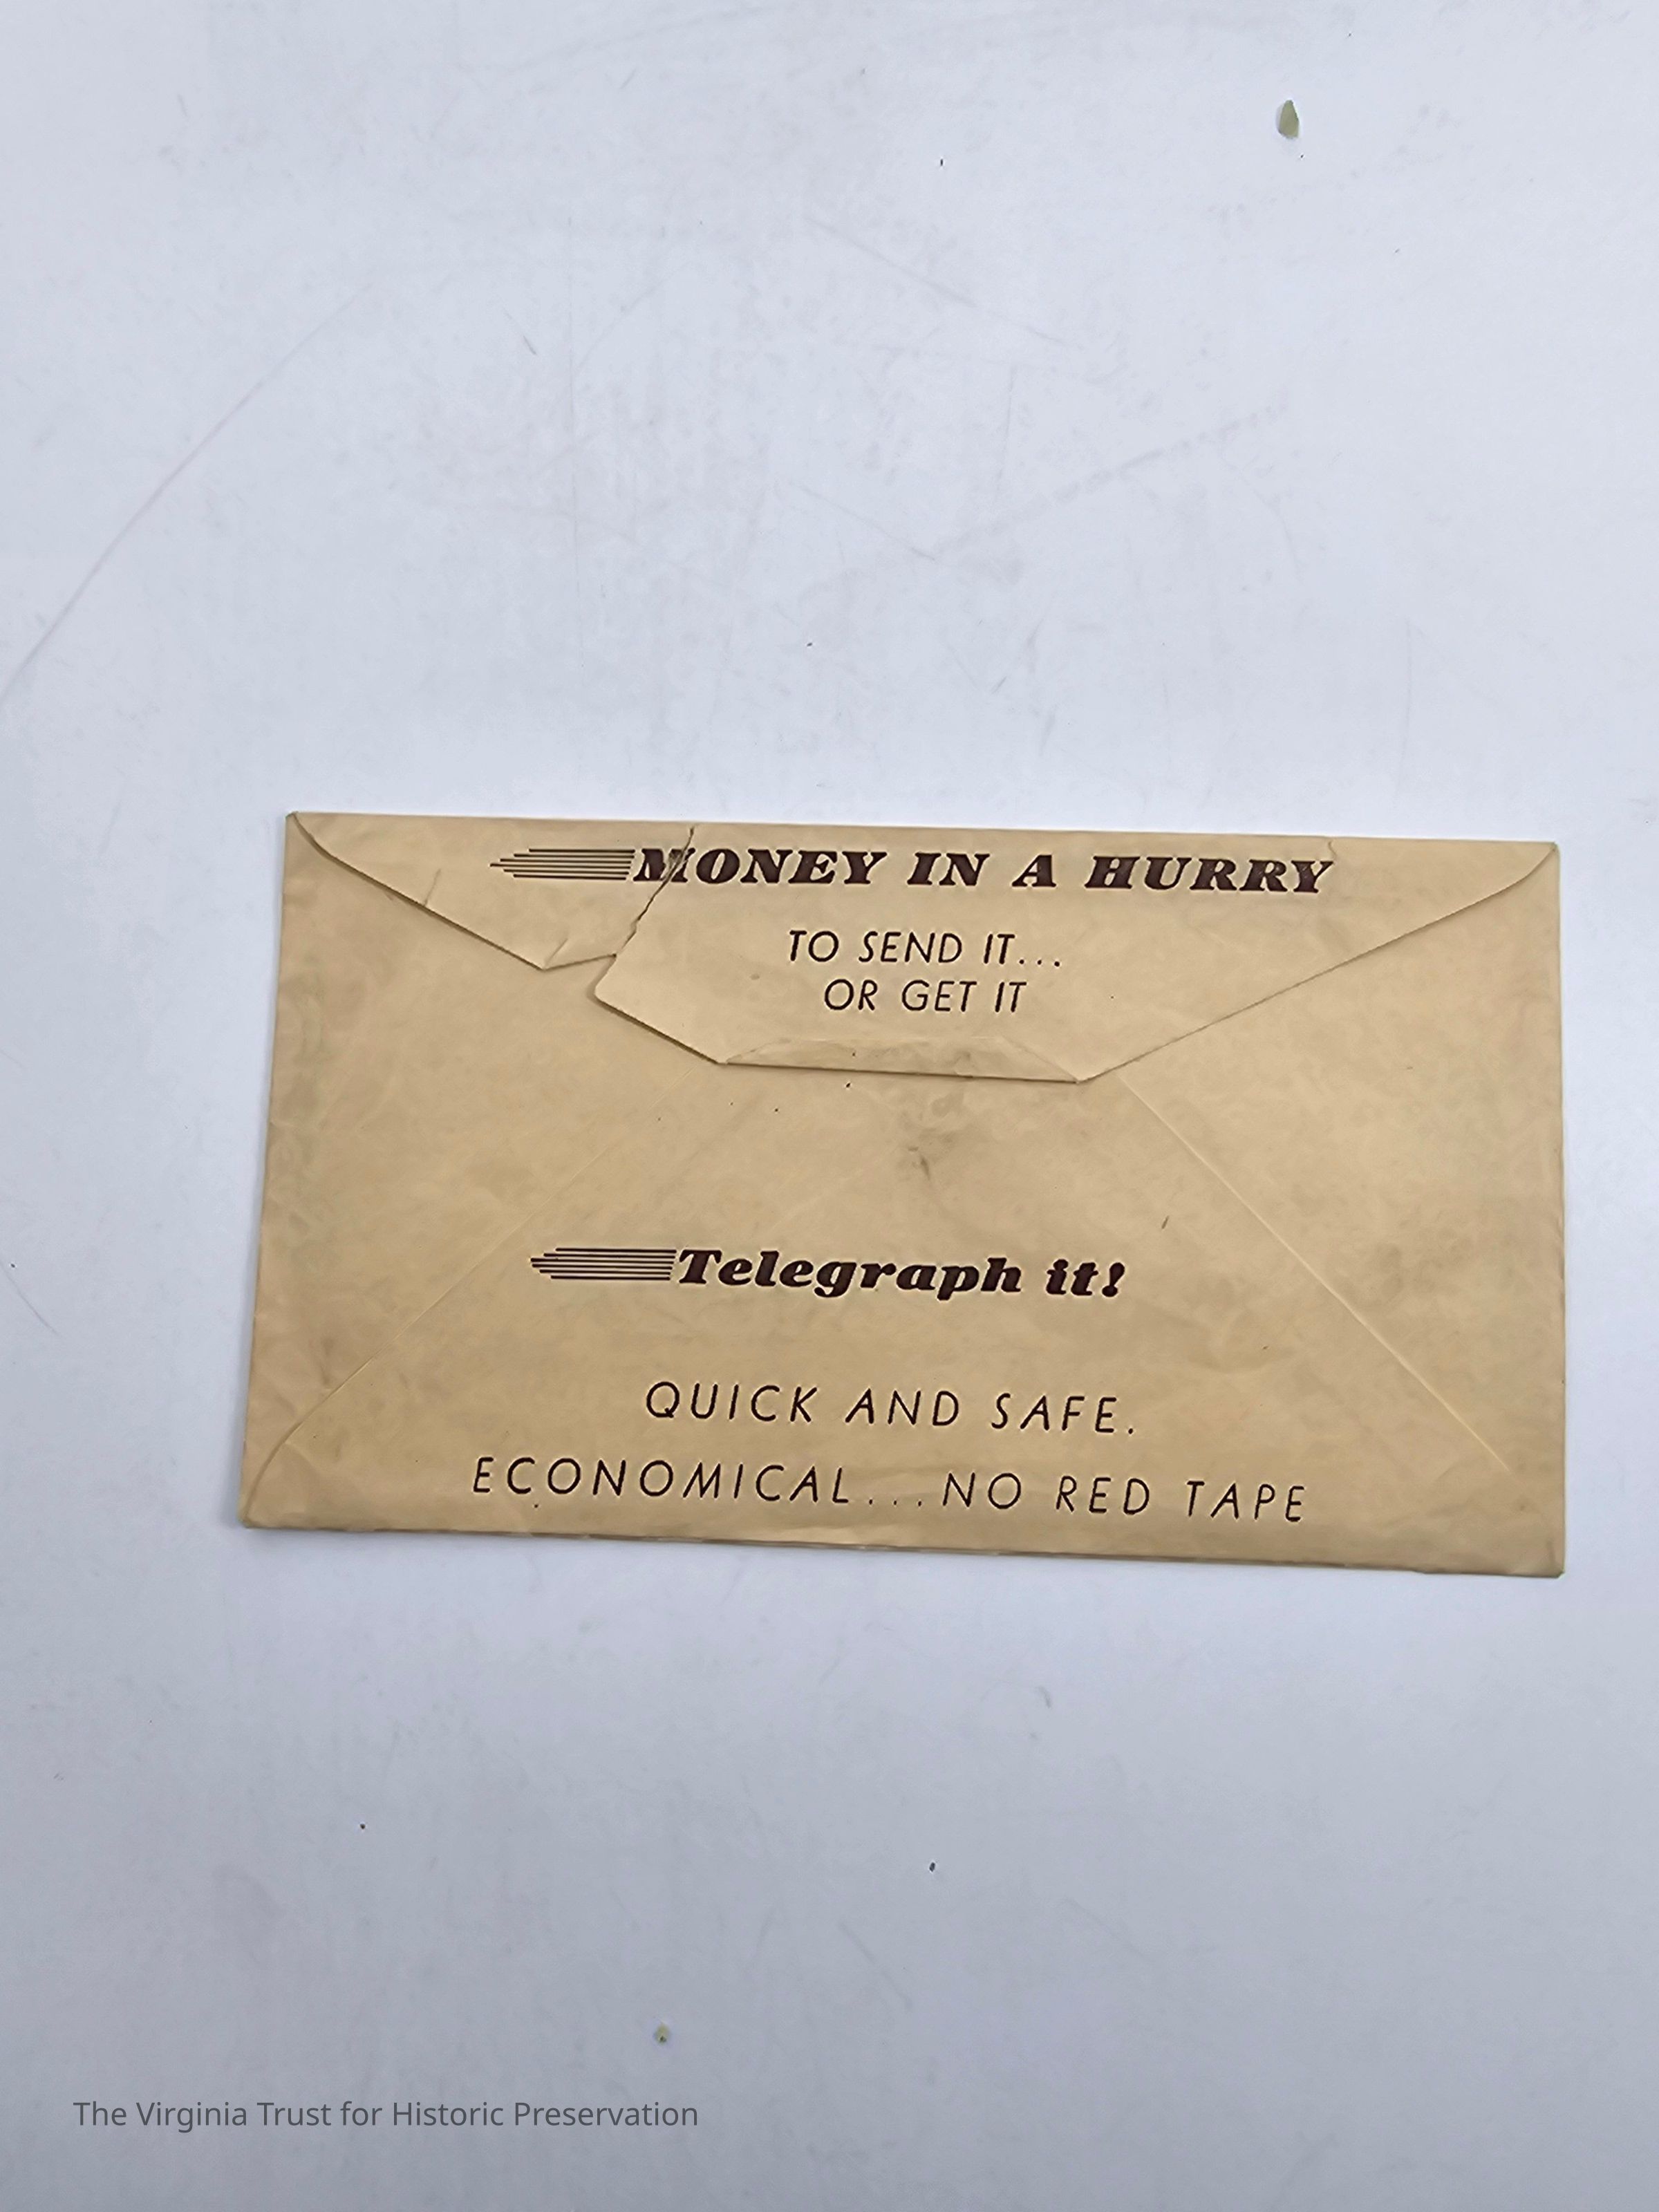 MONEY IN A HURRY
TO SEND IT...
OR GET IT
Telegraph it!
QUICK AND SAFE.
ECONOMICAL...NO RED TAPE
The Virginia Trust for Historic Preservation